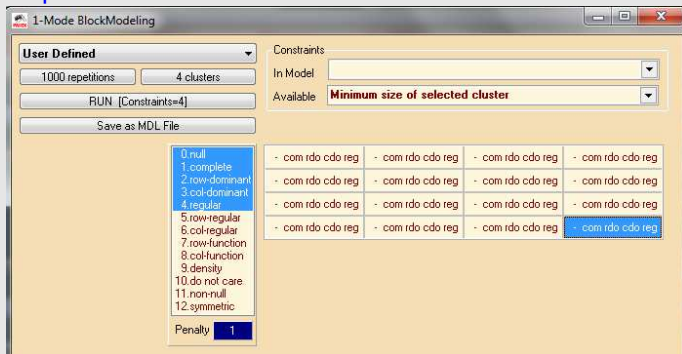 1-Mode BlockModeling
User Defined
1000 repetitions 4 clusters
RUN [Constraints=4]
Save as MDL File
Constraints
In Model
Available Minimum size of selected cluster
0.null
1.complete
2.row-dominant
3.col-dominant
4.regular
5.row-regular
6.col-regular
7.row-function
8.col-function
9.density
10.do not care
11.non-null
12.symmetric
Penalty 1
- com rdo cdo reg - com rdo cdo reg - com rdo cdo reg - com rdo cdo reg
- com rdo cdo reg - com rdo cdo reg - com rdo cdo reg - com rdo cdo reg
- com rdo cdo reg - com rdo cdo reg - com rdo cdo reg - com rdo cdo reg
- com rdo cdo reg - com rdo cdo reg - com rdo cdo reg - com rdo cdo reg